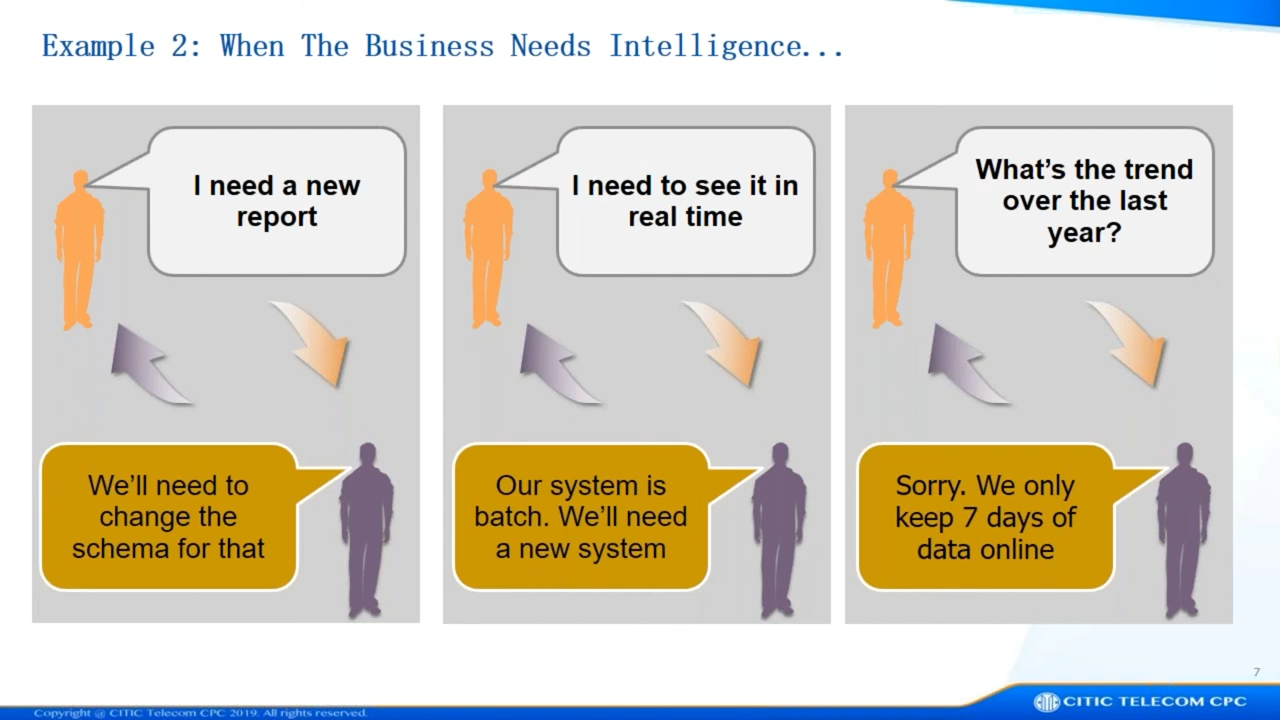 Example 2: When The Business Needs Intelligence...
I need a new
report
We'll need to
change the
schema for that
I need to see it in
real time
Our system is
batch. We'll need
a new system
What's the trend
over the last
year?
Sorry. We only
keep 7 days of
data online
7
Copyright @ CITIC Telecom CPC 2019. All rights reserved.
CITIC TELECOM CPC